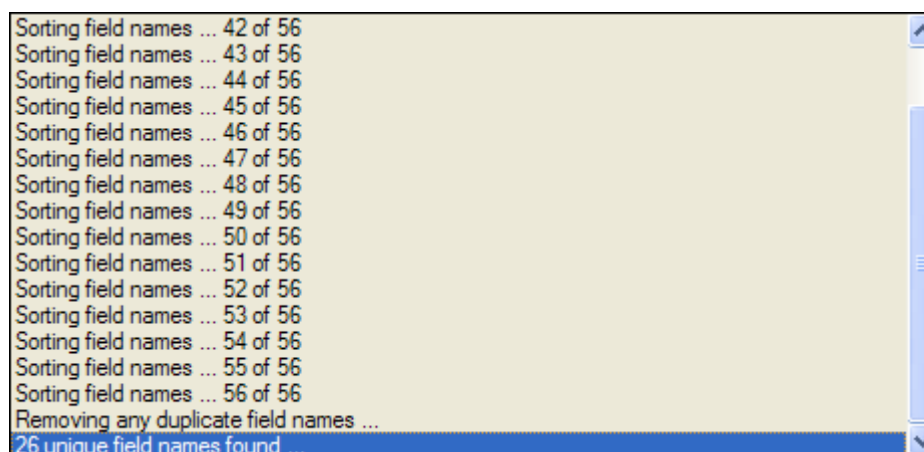 Sorting field names ... 42 of 56
Sorting field names ... 43 of 56
Sorting field names ... 44 of 56
Sorting field names ... 45 of 56
Sorting field names ... 46 of 56
Sorting field names ... 47 of 56
Sorting field names ... 48 of 56
Sorting field names ... 49 of 56
Sorting field names ... 50 of 56
Sorting field names ... 51 of 56
Sorting field names ... 52 of 56
Sorting field names ... 53 of 56
Sorting field names ... 54 of 56
Sorting field names ... 55 of 56
Sorting field names ... 56 of 56
Removing any duplicate field names ...
26 unique field names found ...